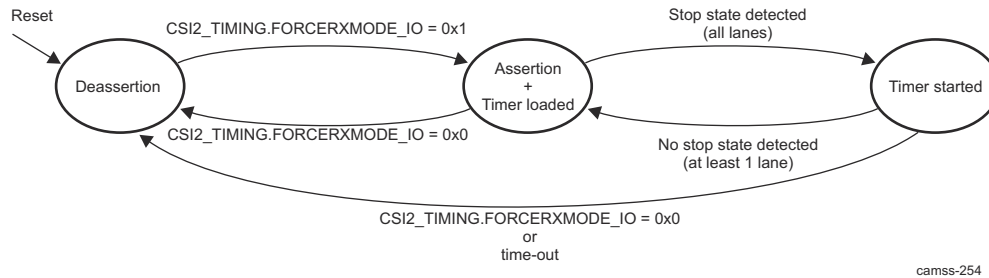 Reset
CSI2_TIMING.FORCERXMODE_IO = 0x1
Stop state detected
(all lanes)
Deassertion
Assertion
+
Timer loaded
Timer started
CSI2_TIMING.FORCERXMODE_IO = 0x0
No stop state detected
(at least 1 lane)
CSI2_TIMING.FORCERXMODE_IO = 0x0
or
time-out
camss-254